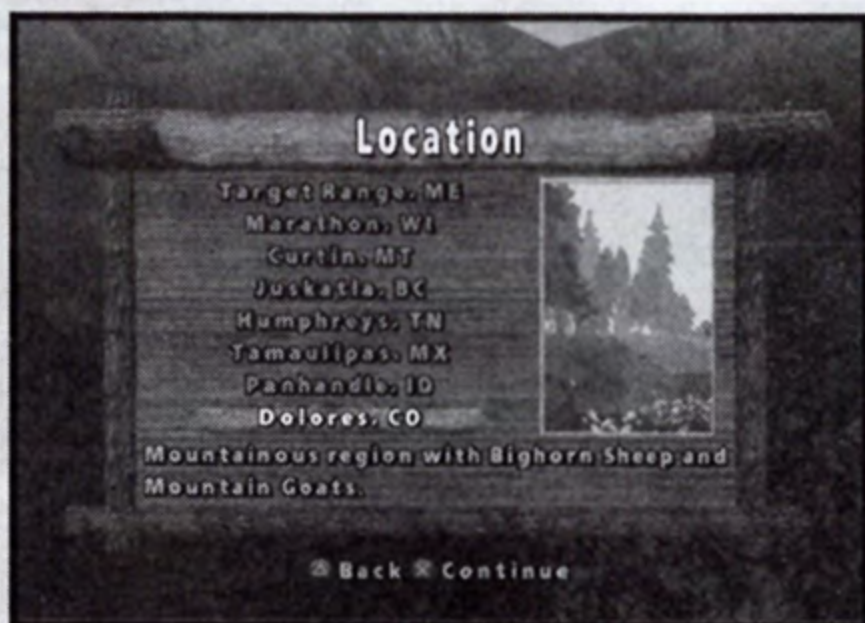 Location
Target Range, ME
Marathon, WI
Curtin, MT
Juskatla, BC
Humphreys, TN
Tamaulipas, MX
Panhandle, ID
Dolores, CO
Mountainous region with Bighorn Sheep and
Mountain Goats.
Back Continue